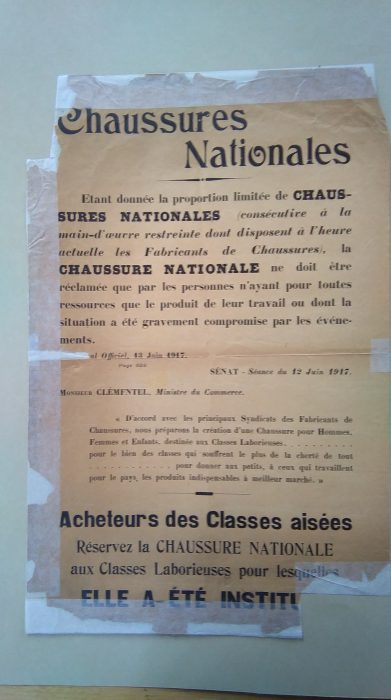 Chaussures
Nationales
Etant donnée la proportion limitée de CHAUS-
SURES NATIONALES (consécutive à la
main-d'œuvre restreinte dont disposent à l'heure
actuelle les Fabricants de Chaussures), la
CHAUSSURE NATIONALE ne doit être
réclamée que par les personnes n'ayant pour toutes
ressources que le produit de leur travail ou dont la
situation a été gravement compromise par les événe-
ments.
al Officiel, 13 Juin 1917.
Page
SÉNAT - Séance du 12 Juin 1917.
Monsieur CLÉMENTEL, Ministre du Commerce.
« D'accord avec les principaux Syndicats des Fabricants de
Chaussures, nous préparons la création d'une Chaussure pour Hommes,
Femmes et Enfants, destinée aux Classes Laborieuses. . . . . . . . . .
pour le bien des classes qui souffrent le plus de la cherté de tout
. . . . . . . . . . . . pour donner aux petits, à ceux qui travaillent
pour le pays, les produits indispensables à meilleur marché. »
Acheteurs des Classes aisées
Réservez la CHAUSSURE NATIONALE
aux Classes Laborieuses pour lesquelles
ELLE A ÉTÉ INSTITU